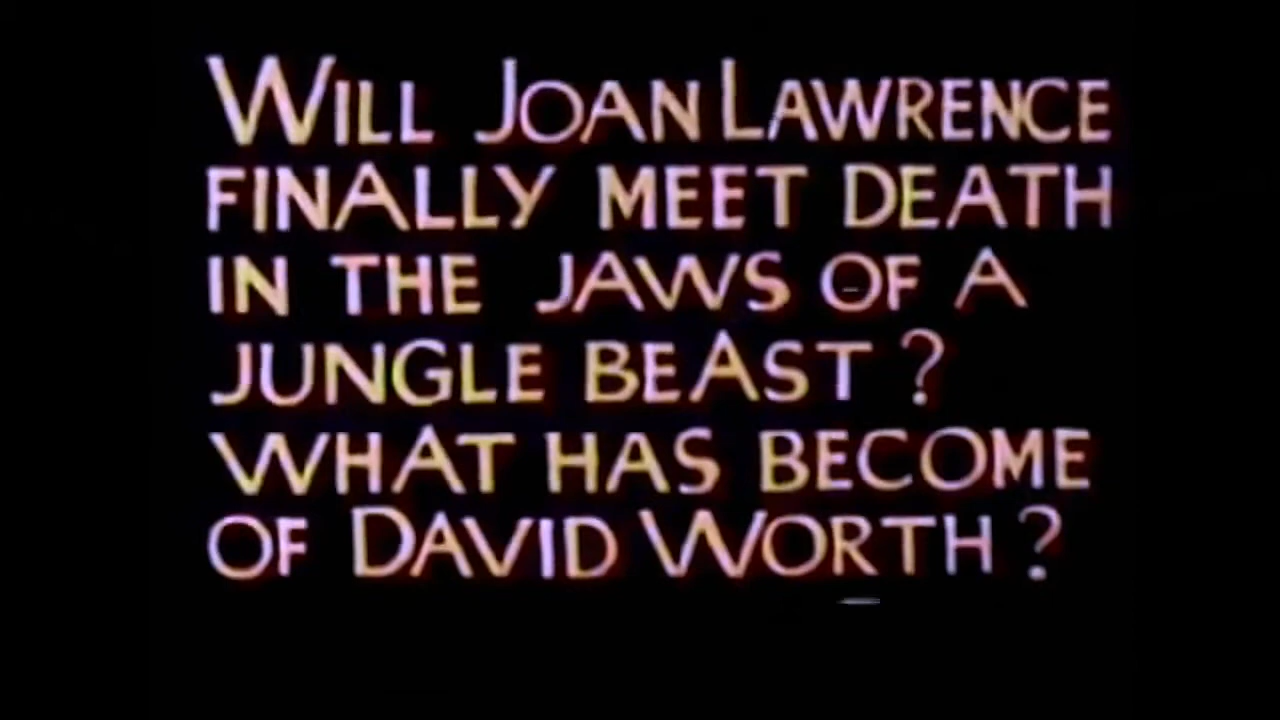 WILL JOAN LAWRENCE
FINALLY MEET DEATH
IN THE JAWS OF A
JUNGLE BEAST?
WHAT HAS BECOME
OF DAVID WORTH?